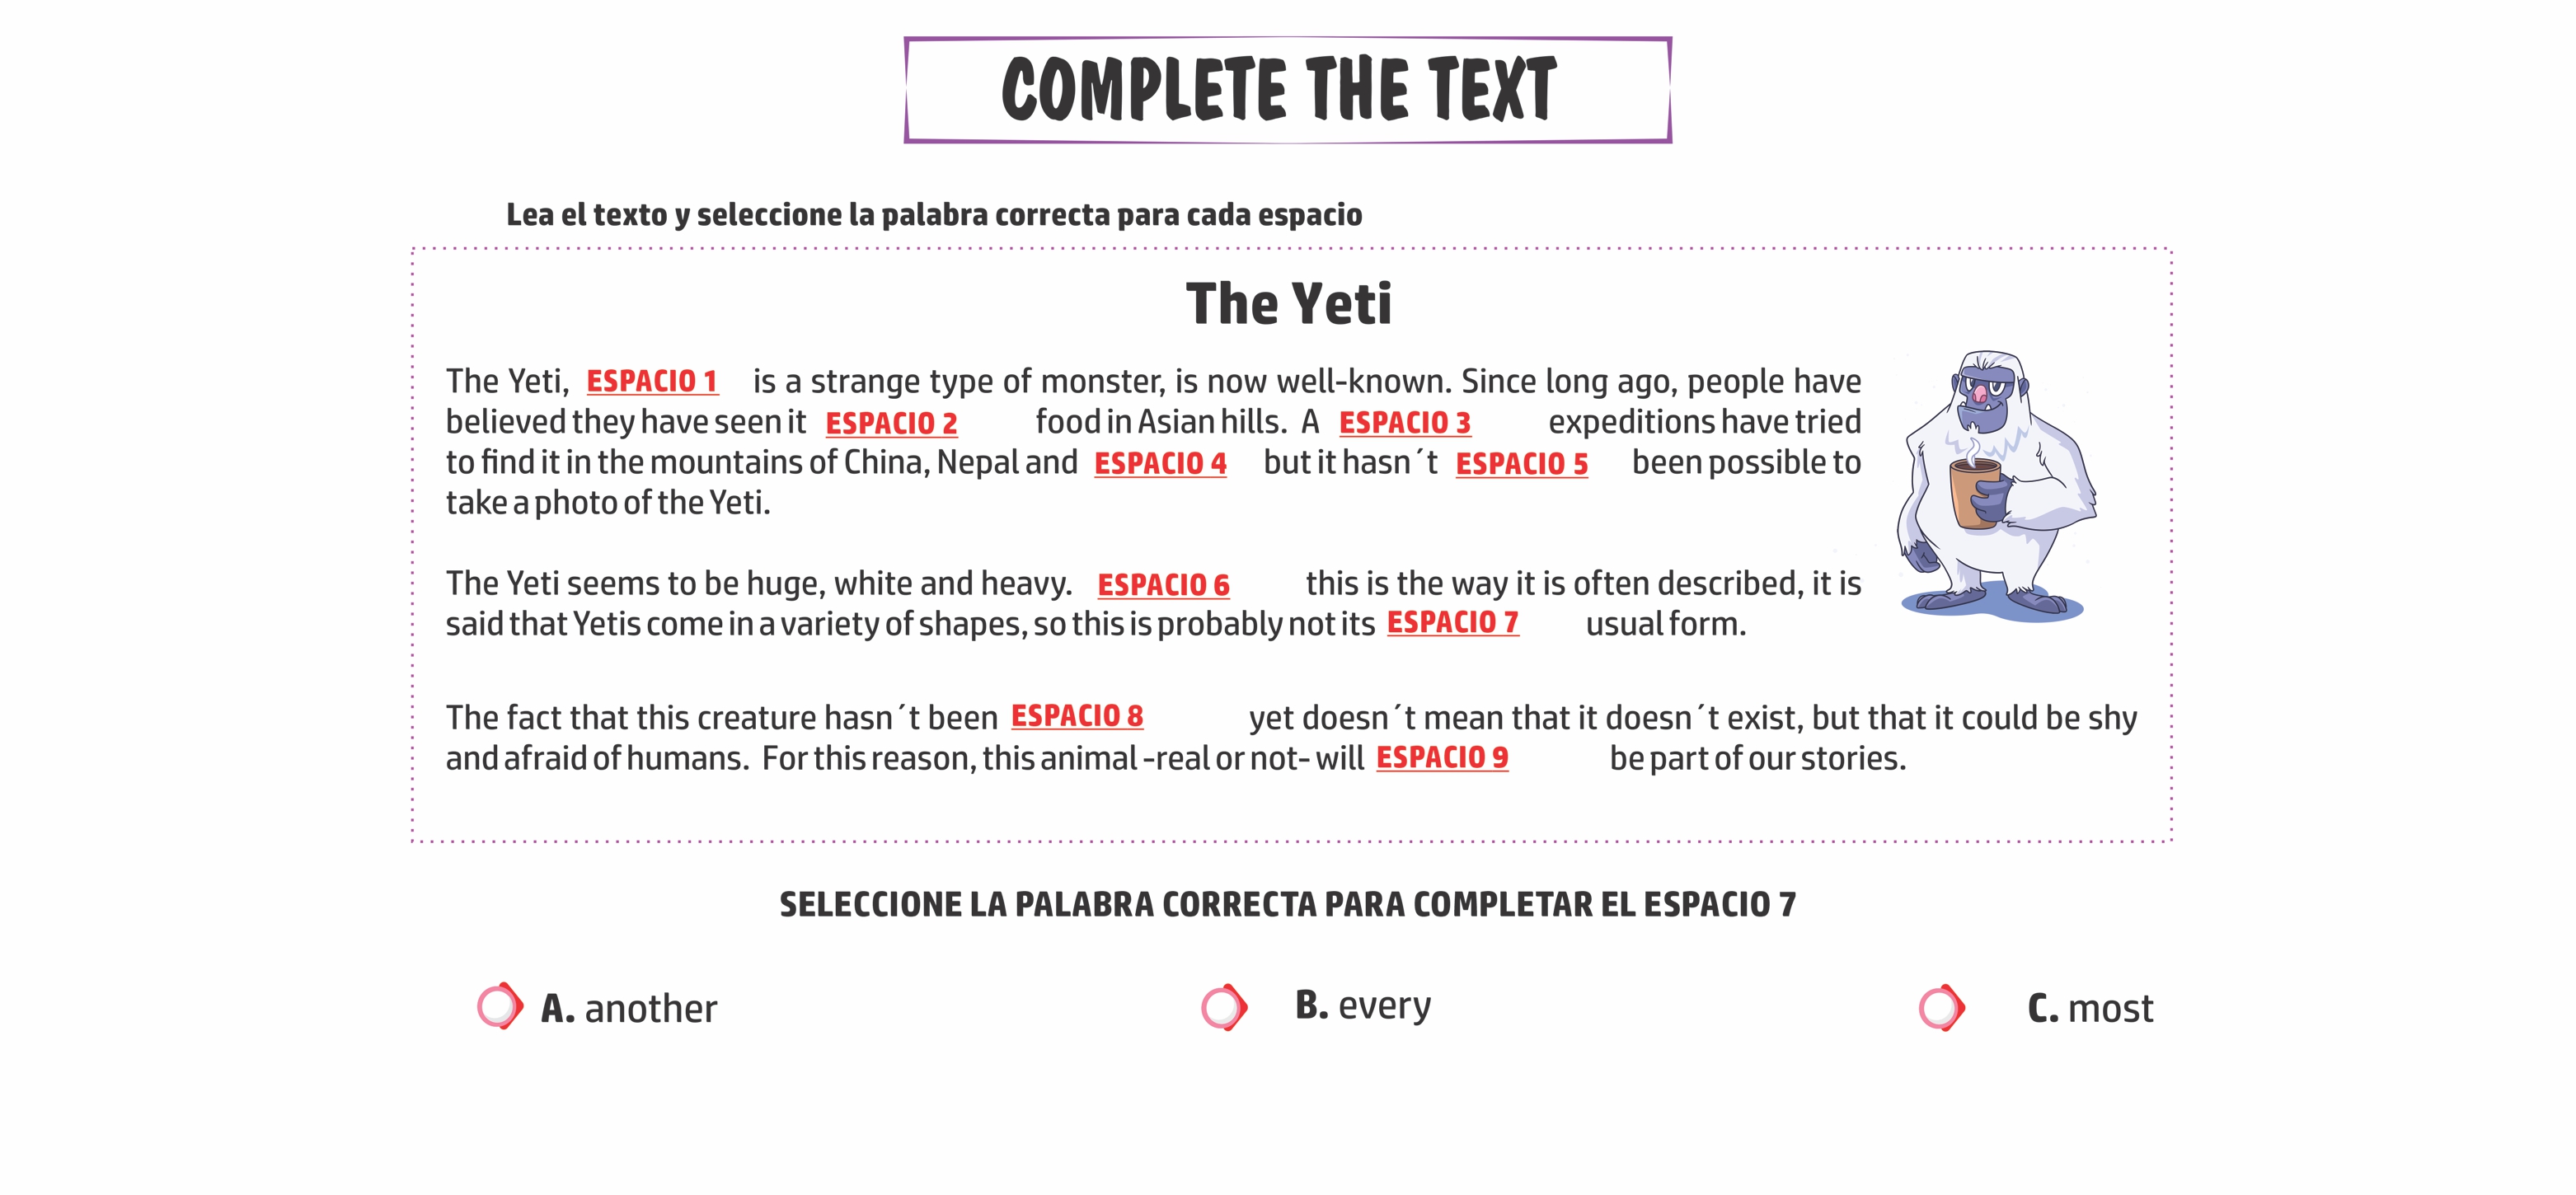 COMPLETE THE TEXT
Lea el texto y seleccione la palabra correcta para cada espacio
The Yeti
The Yeti, ESPACIO 1 is a strange type of monster, is now well-known. Since long ago, people have
believed they have seen it ESPACIO 2 food in Asian hills. A ESPACIO 3 expeditions have tried
to find it in the mountains of China, Nepal and ESPACIO 4 but it hasn´t ESPACIO 5 been possible to
take a photo of the Yeti.
The Yeti seems to be huge, white and heavy. ESPACIO 6 this is the way it is often described, it is
said that Yetis come in a variety of shapes, so this is probably not its ESPACIO 7 usual form.
The fact that this creature hasn´t been ESPACIO 8 yet doesn´t mean that it doesn´t exist, but that it could be shy
and afraid of humans. For this reason, this animal -real or not- will ESPACIO 9 be part of our stories.
SELECCIONE LA PALABRA CORRECTA PARA COMPLETAR EL ESPACIO 7
A. another B. every C. most